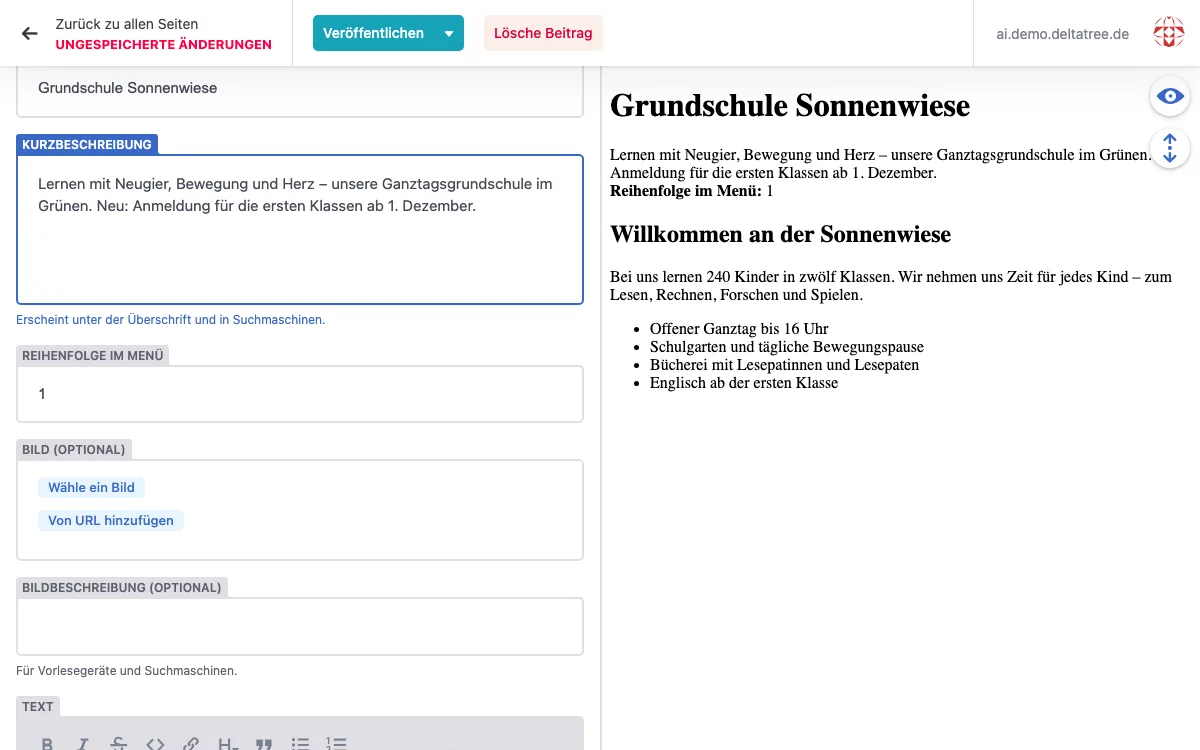 Zurück zu allen Seiten
UNGESPEICHERTE ÄNDERUNGEN
Veröffentlichen
Lösche Beitrag
ai.demo.deltatree.de
Grundschule Sonnenwiese
KURZBESCHREIBUNG
Lernen mit Neugier, Bewegung und Herz – unsere Ganztagsgrundschule im
Grünen. Neu: Anmeldung für die ersten Klassen ab 1. Dezember.
Erscheint unter der Überschrift und in Suchmaschinen.
REIHENFOLGE IM MENÜ
1
BILD (OPTIONAL)
Wähle ein Bild
Von URL hinzufügen
BILDBESCHREIBUNG (OPTIONAL)
Für Vorlesegeräte und Suchmaschinen.
TEXT
Grundschule Sonnenwiese
Lernen mit Neugier, Bewegung und Herz – unsere Ganztagsgrundschule im Grünen.
Anmeldung für die ersten Klassen ab 1. Dezember.
Reihenfolge im Menü: 1
Willkommen an der Sonnenwiese
Bei uns lernen 240 Kinder in zwölf Klassen. Wir nehmen uns Zeit für jedes Kind – zum
Lesen, Rechnen, Forschen und Spielen.
Offener Ganztag bis 16 Uhr
Schulgarten und tägliche Bewegungspause
Bücherei mit Lesepatinnen und Lesepaten
Englisch ab der ersten Klasse